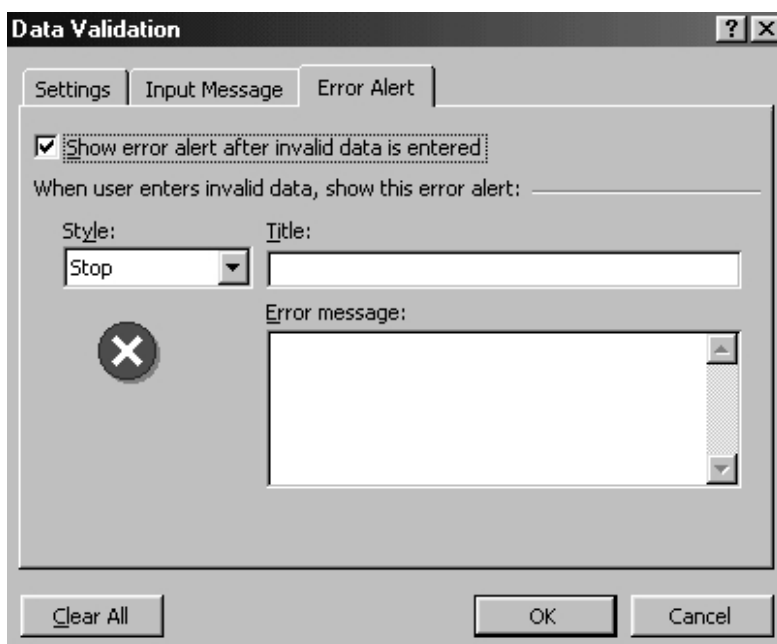 Data Validation
Settings Input Message Error Alert
Show error alert after invalid data is entered
When user enters invalid data, show this error alert:
Style: Title:
Stop
Error message:
Clear All OK Cancel